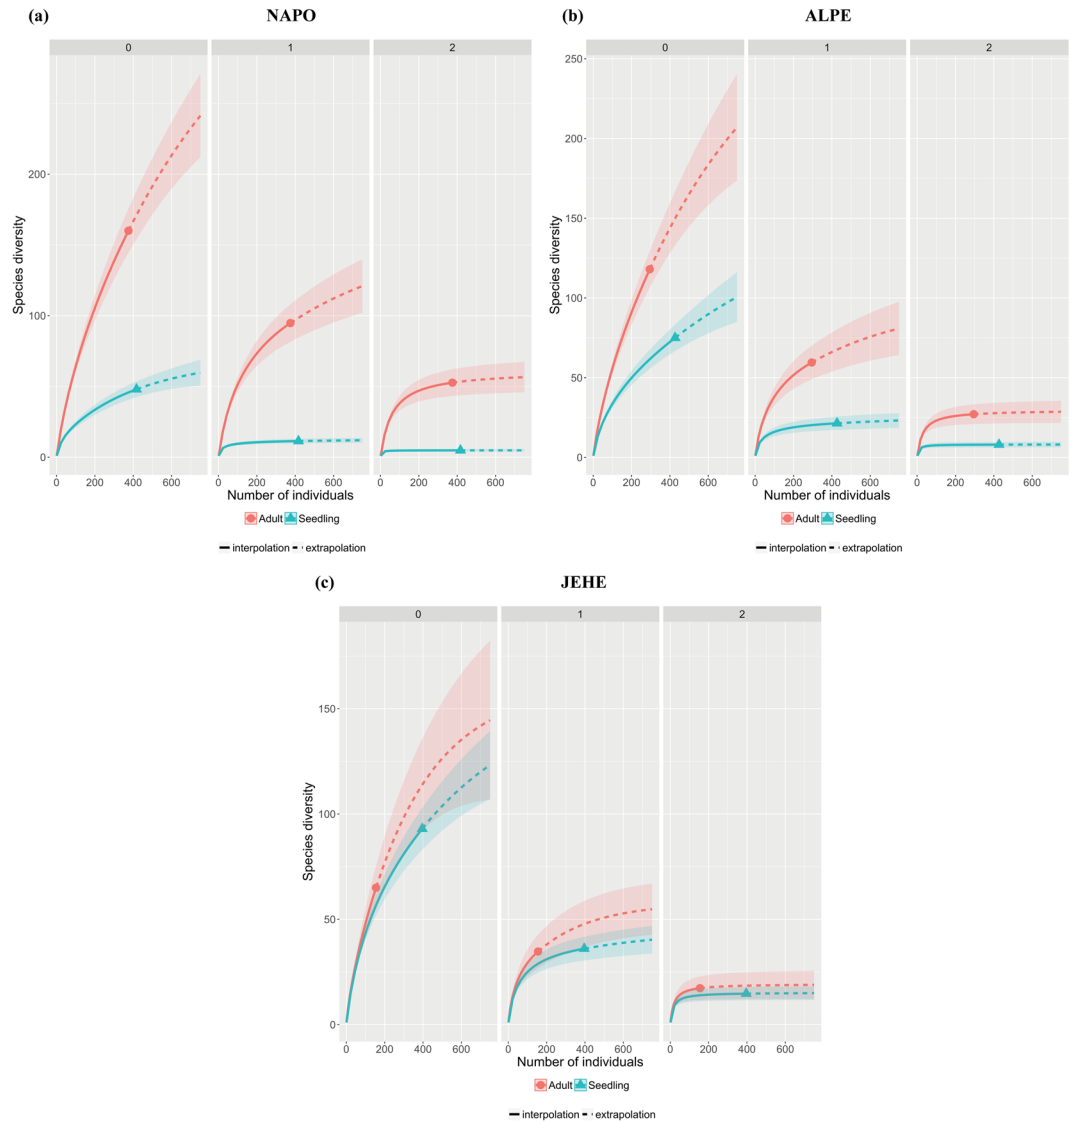 (a) NAPO
0 1 2
Species diversity
200
100
0
0 200 400 600 0 200 400 600 0 200 400 600
Number of individuals
Adult Seedling
interpolation extrapolation
(b) ALPE
0 1 2
Species diversity
250
200
150
100
50
0
0 200 400 600 0 200 400 600 0 200 400 600
Number of individuals
Adult Seedling
interpolation extrapolation
(c) JEHE
0 1 2
Species diversity
150
100
50
0
0 200 400 600 0 200 400 600 0 200 400 600
Number of individuals
Adult Seedling
interpolation extrapolation